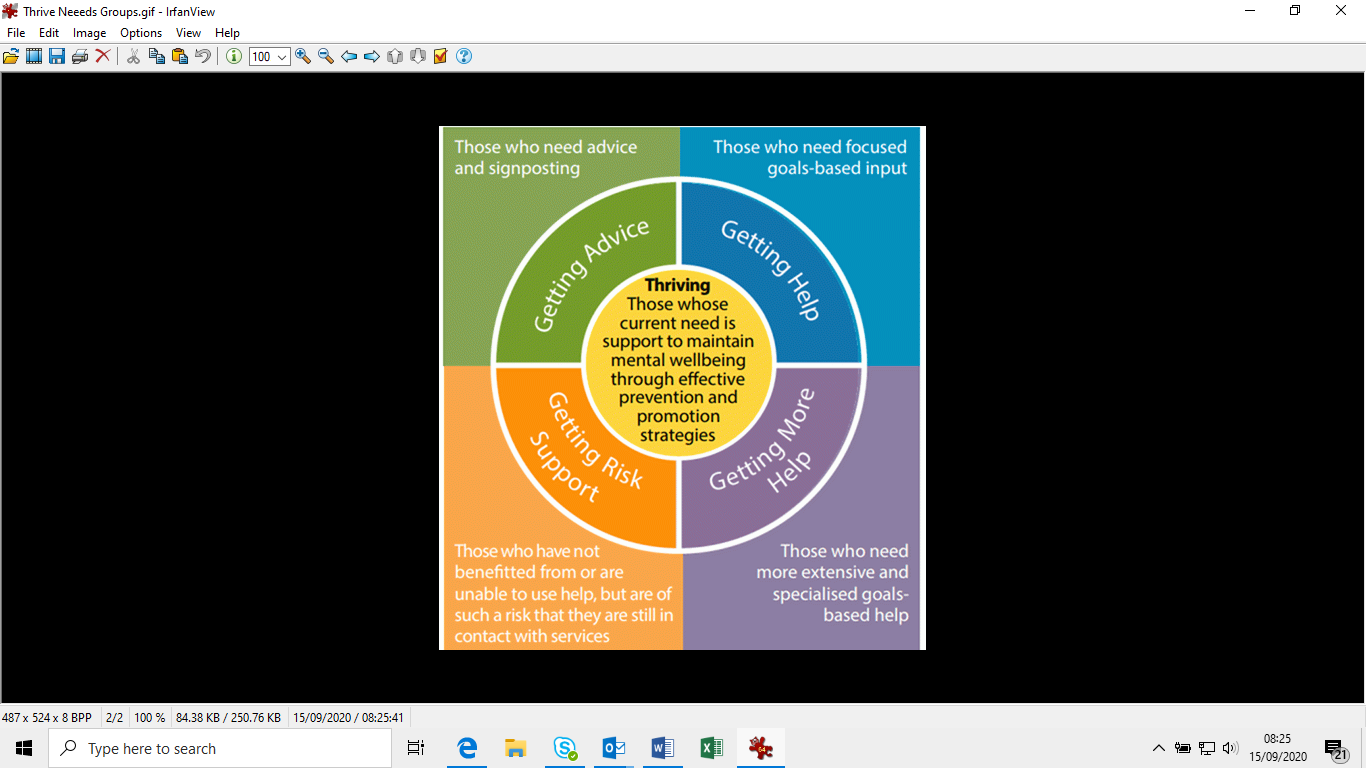 Thrive Neeeds Groups.gif - IrfanView
File Edit Image Options View Help
100
Those who need advice
and signposting
Those who need focused
goals-based input
Getting Advice
Getting Help
Thriving
Those whose
current need is
support to maintain
mental wellbeing
through effective
prevention and
promotion
strategies
Getting Risk
Support
Getting More
Help
Those who have not
benefitted from or are
unable to use help, but are of
such a risk that they are still in
contact with services
Those who need
more extensive and
specialised goals-
based help
487 x 524 x 8 BPP 2/2 100 % 84.38 KB / 250.76 KB 15/09/2020 / 08:25:41
Type here to search
08:25
15/09/2020
21